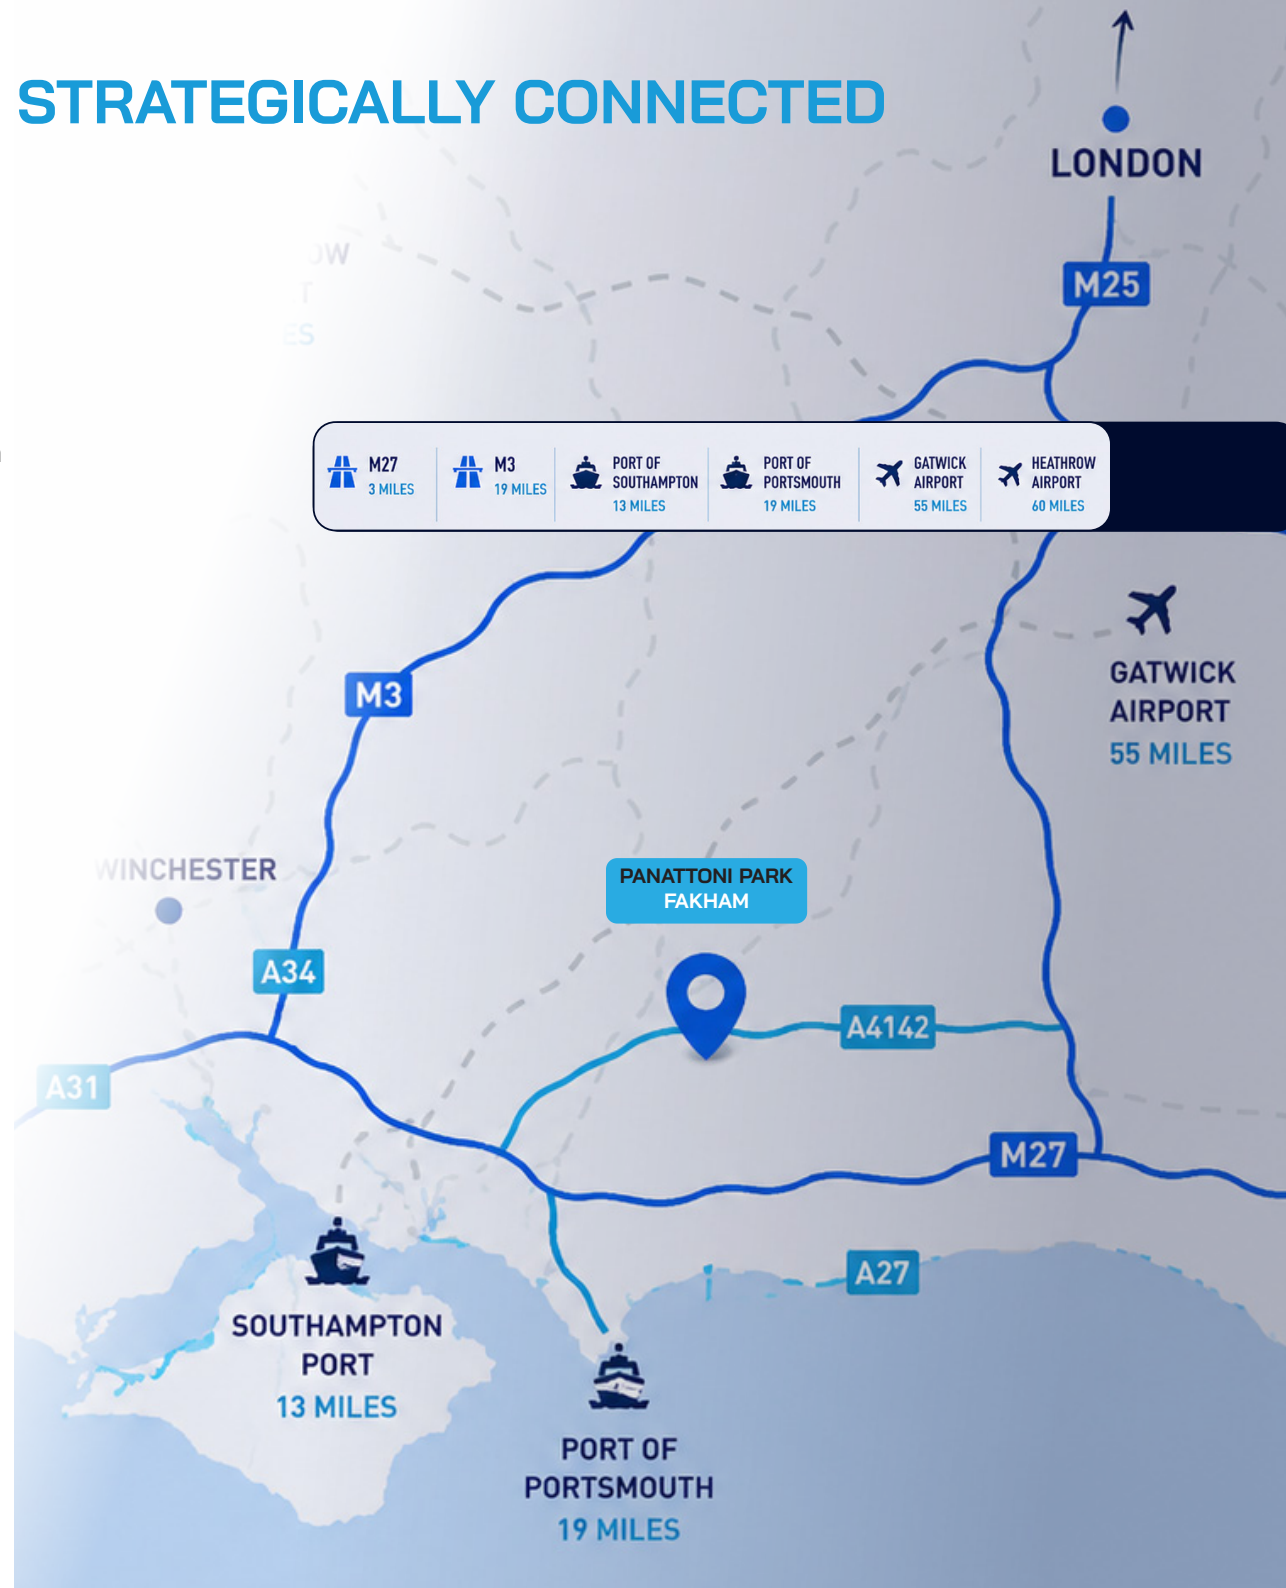 STRATEGICALLY CONNECTED
LONDON
OW
T
ES
M25
M27
3 MILES
M3
19 MILES
PORT OF
SOUTHAMPTON
13 MILES
PORT OF
PORTSMOUTH
19 MILES
GATWICK
AIRPORT
55 MILES
HEATHROW
AIRPORT
60 MILES
GATWICK
AIRPORT
55 MILES
M3
WINCHESTER
PANATTONI PARK
FAKHAM
A34
A4142
A31
M27
A27
SOUTHAMPTON
PORT
13 MILES
PORT OF
PORTSMOUTH
19 MILES